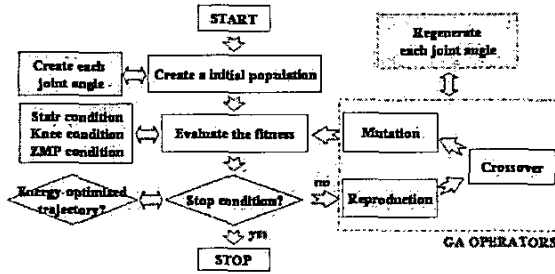 START
Create each
joint angle
Create a initial population
Regenerate
each joint angle
Stair condition
Knee condition
ZMP condition
Evaluate the fitness
Mutation
Crossover
Energy-optimized
trajectory?
Stop condition?
no
Reproduction
yes
STOP
GA OPERATORS